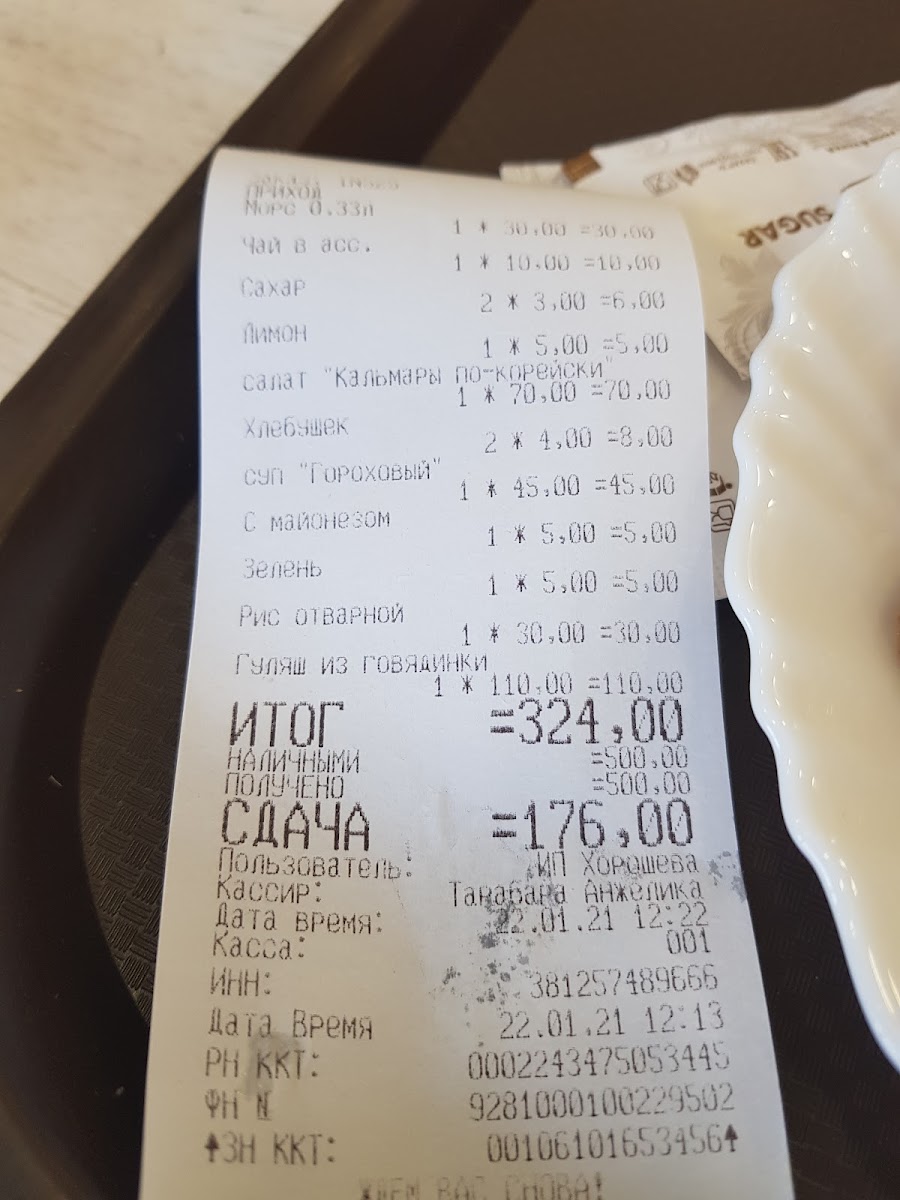 ПРИХОД
Морс 0.33л
1 * 30,00 =30,00
Чай в асс.
1 * 10,00 =10,00
Сахар
2 * 3,00 =6,00
Лимон
1 * 5,00 =5,00
салат "Кальмары по-корейски"
1 * 70,00 =70,00
Хлебушек
2 * 4,00 =8,00
суп "Гороховый"
1 * 45,00 =45,00
С майонезом
1 * 5,00 =5,00
Зелень
1 * 5,00 =5,00
Рис отварной
1 * 30,00 =30,00
Гуляш из говядинки
1 * 110,00 =110,00
ИТОГ =324,00
НАЛИЧНЫМИ =500,00
ПОЛУЧЕНО =500,00
СДАЧА =176,00
Пользователь: ИП Хорошева
Кассир: Танабара Анжелика
Дата время: 22.01.21 12:22
Касса: 001
ИНН: 381257489666
Дата Время 22.01.21 12:13
РН ККТ: 0002243475053445
ФН № 9281000100229502
↑ЗН ККТ: 00106101653456↑
ЖДЕМ ВАС СНОВА!
SUGAR